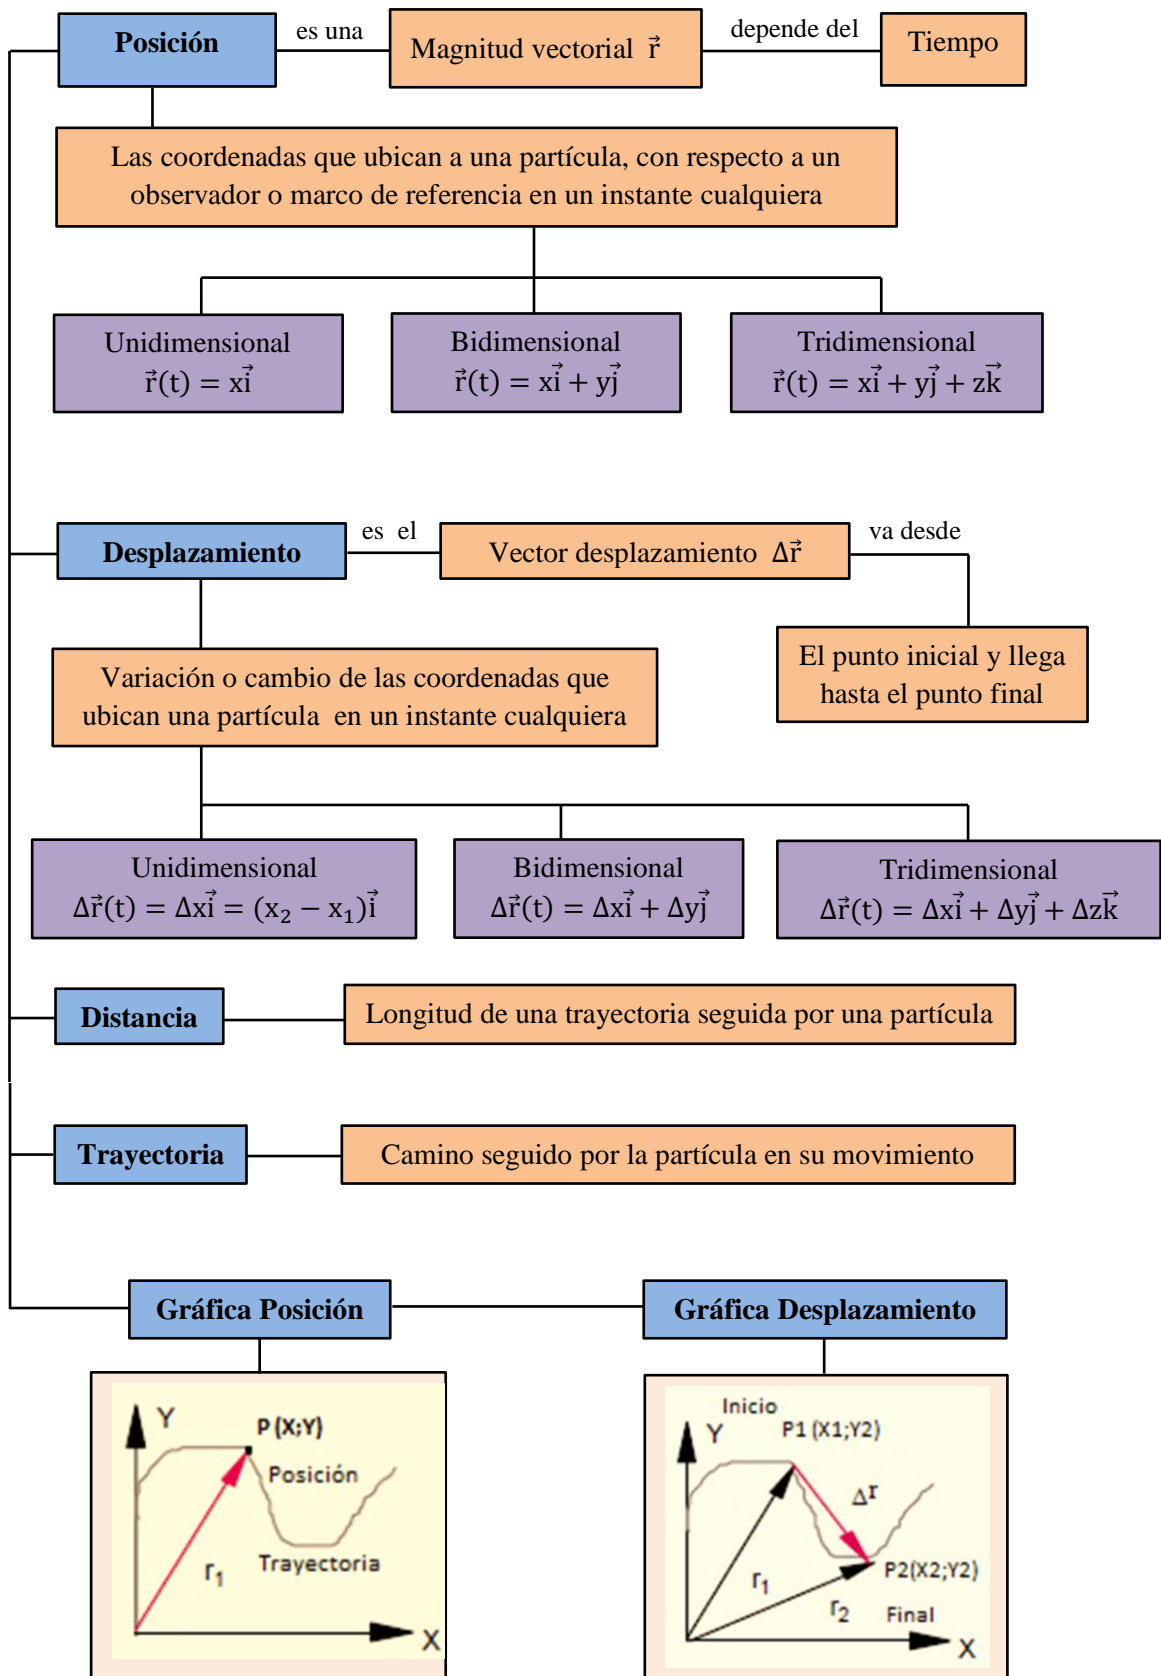 Posición
es una
Magnitud vectorial r⃗
depende del
Tiempo
Las coordenadas que ubican a una partícula, con respecto a un
observador o marco de referencia en un instante cualquiera
Unidimensional
r⃗(t) = xi⃗
Bidimensional
r⃗(t) = xi⃗ + yj⃗
Tridimensional
r⃗(t) = xi⃗ + yj⃗ + zk⃗
Desplazamiento
es el
Vector desplazamiento Δr⃗
va desde
El punto inicial y llega
hasta el punto final
Variación o cambio de las coordenadas que
ubican una partícula en un instante cualquiera
Unidimensional
Δr⃗(t) = Δxi⃗ = (x₂ − x₁)i⃗
Bidimensional
Δr⃗(t) = Δxi⃗ + Δyj⃗
Tridimensional
Δr⃗(t) = Δxi⃗ + Δyj⃗ + Δzk⃗
Distancia
Longitud de una trayectoria seguida por una partícula
Trayectoria
Camino seguido por la partícula en su movimiento
Gráfica Posición
Gráfica Desplazamiento
Y
P (X;Y)
Posición
Trayectoria
r₁
X
Inicio
Y
P1 (X1;Y2)
Δr
P2(X2;Y2)
r₁
r₂
Final
X